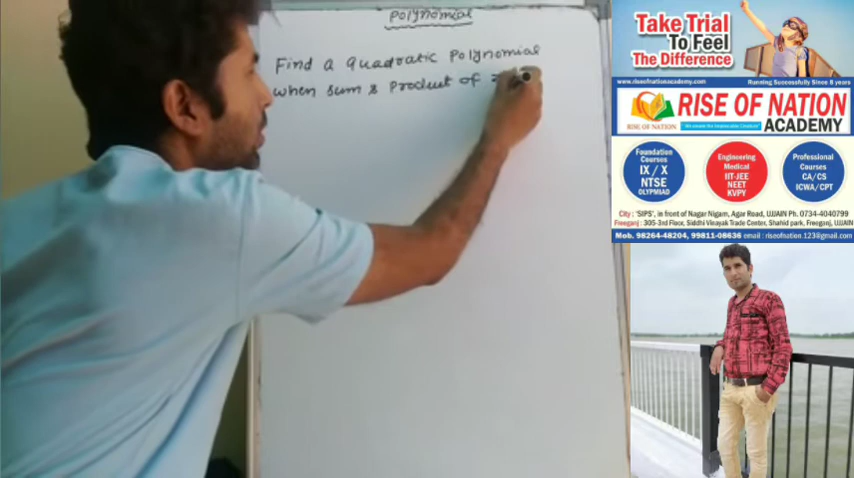 Polynomial
Find a quadratic Polynomial
when sum & Product of
Take Trial
To Feel
The Difference
www.riseofnationacademy.com
Running Successfully Since 8 years
RISE OF NATION
ACADEMY
RISE OF NATION
Foundation
Courses
IX / X
NTSE
OLYPMIAD
Engineering
Medical
IIT-JEE
NEET
KVPY
Professional
Courses
CA/CS
ICWA/CPT
City : 'SIPS', in front of Nagar Nigam, Agar Road, UJJAIN Ph. 0734-4040799
Freeganj : 305-3rd Floor, Siddhi Vinayak Trade Center, Shahid park, Freeganj, UJJAIN
Mob. 98264-48204, 99811-08636 email : riseofnation.123@gmail.com